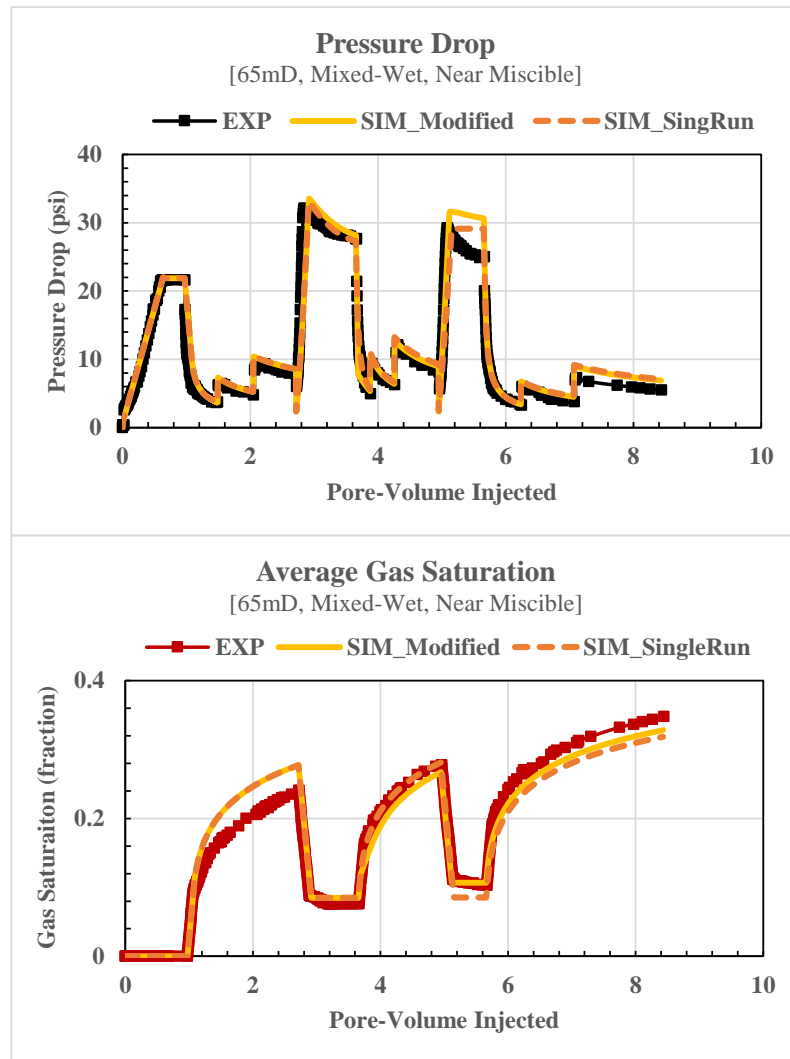 Pressure Drop
[65mD, Mixed-Wet, Near Miscible]
EXP SIM_Modified SIM_SingRun
40
30
20
10
0
Pressure Drop (psi)
0 2 4 6 8 10
Pore-Volume Injected
Average Gas Saturation
[65mD, Mixed-Wet, Near Miscible]
EXP SIM_Modified SIM_SingleRun
0.4
0.2
0
Gas Saturaiton (fraction)
0 2 4 6 8 10
Pore-Volume Injected